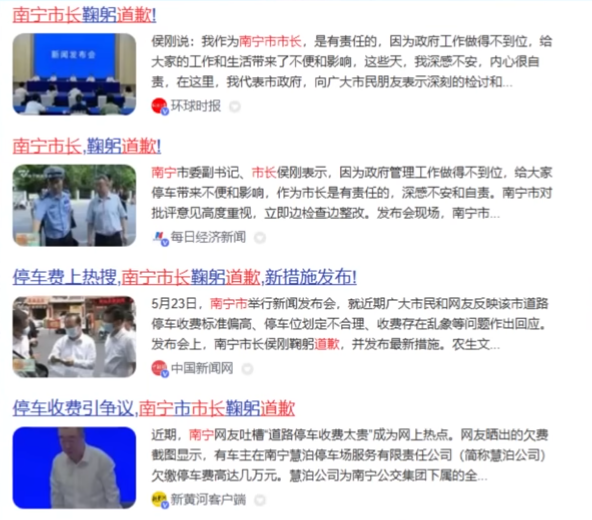 南宁市长鞠躬道歉!
新闻发布会
侯刚说：我作为南宁市市长，是有责任的，因为政府工作做得不到位，给
大家的工作和生活带来了不便和影响，这些天，我深感不安，内心很自
责，在这里，我代表市政府，向广大市民朋友表示深刻的检讨和...
环球时报
南宁市长,鞠躬道歉!
南宁市委副书记、市长侯刚表示，因为政府管理工作做得不到位，给大家
停车带来不便和影响，作为市长是有责任的，深感不安和自责。南宁市对
批评意见高度重视，立即边检查边整改。发布会现场，南宁市...
每日经济新闻
停车费上热搜,南宁市长鞠躬道歉,新措施发布!
5月23日，南宁市举行新闻发布会，就近期广大市民和网友反映该市道路
停车收费标准偏高、停车位划定不合理、收费存在乱象等问题作出回应。
发布会上，南宁市长侯刚鞠躬道歉，并发布最新措施。农生文...
中国新闻网
停车收费引争议,南宁市市长鞠躬道歉
近期，南宁网友吐槽“道路停车收费太贵”成为网上热点。网友晒出的欠费
截图显示，有车主在南宁慧泊停车场服务有限责任公司（简称慧泊公司）
欠缴停车费高达几万元。慧泊公司为南宁公交集团下属的全...
新黄河客户端